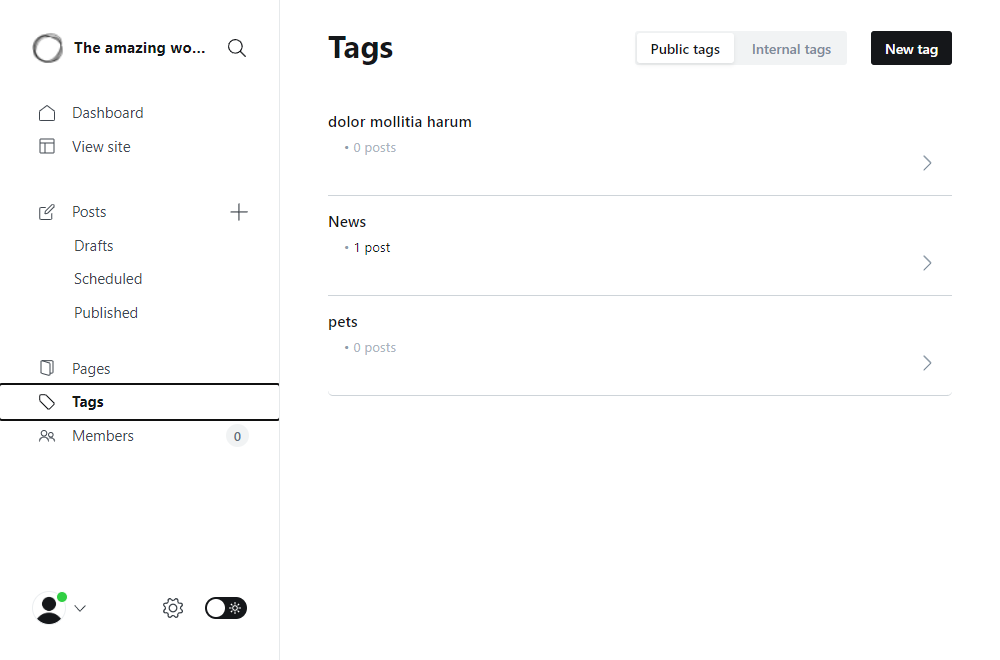 The amazing wo...
Dashboard
View site
Posts
Drafts
Scheduled
Published
Pages
Tags
Members
0
Tags
Public tags
Internal tags
New tag
dolor mollitia harum
• 0 posts
News
• 1 post
pets
• 0 posts